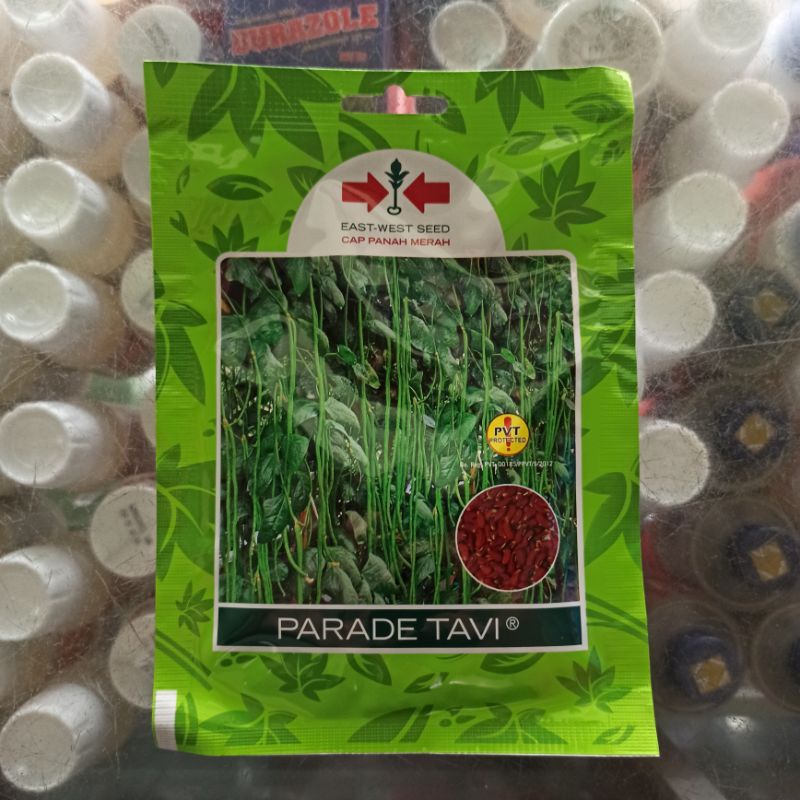 DURAZOLE
EAST-WEST SEED
CAP PANAH MERAH
PVT
PROTECTED
PARADE TAVI®